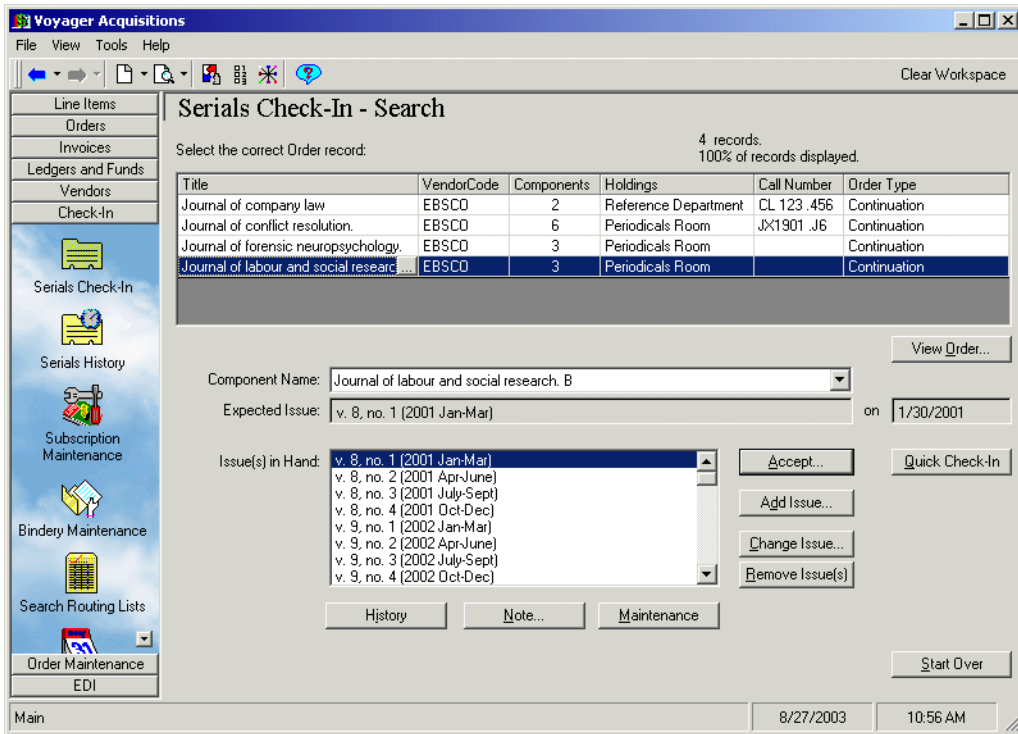 Voyager Acquisitions
File View Tools Help
Clear Workspace
Line Items
Orders
Invoices
Ledgers and Funds
Vendors
Check-In
Serials Check-In
Serials History
Subscription
Maintenance
Bindery Maintenance
Search Routing Lists
Order Maintenance
EDI
Serials Check-In - Search
Select the correct Order record:
4 records.
100% of records displayed.
Title VendorCode Components Holdings Call Number Order Type
Journal of company law EBSCO 2 Reference Department CL 123 .456 Continuation
Journal of conflict resolution. EBSCO 6 Periodicals Room JX1901 .J6 Continuation
Journal of forensic neuropsychology. EBSCO 3 Periodicals Room Continuation
Journal of labour and social researc ... EBSCO 3 Periodicals Room Continuation
View Order...
Component Name: Journal of labour and social research. B
Expected Issue: v. 8, no. 1 (2001 Jan-Mar) on 1/30/2001
Issue(s) in Hand:
v. 8, no. 1 (2001 Jan-Mar)
v. 8, no. 2 (2001 Apr-June)
v. 8, no. 3 (2001 July-Sept)
v. 8, no. 4 (2001 Oct-Dec)
v. 9, no. 1 (2002 Jan-Mar)
v. 9, no. 2 (2002 Apr-June)
v. 9, no. 3 (2002 July-Sept)
v. 9, no. 4 (2002 Oct-Dec)
Accept...
Quick Check-In
Add Issue...
Change Issue...
Remove Issue(s)
History Note... Maintenance
Start Over
Main 8/27/2003 10:56 AM